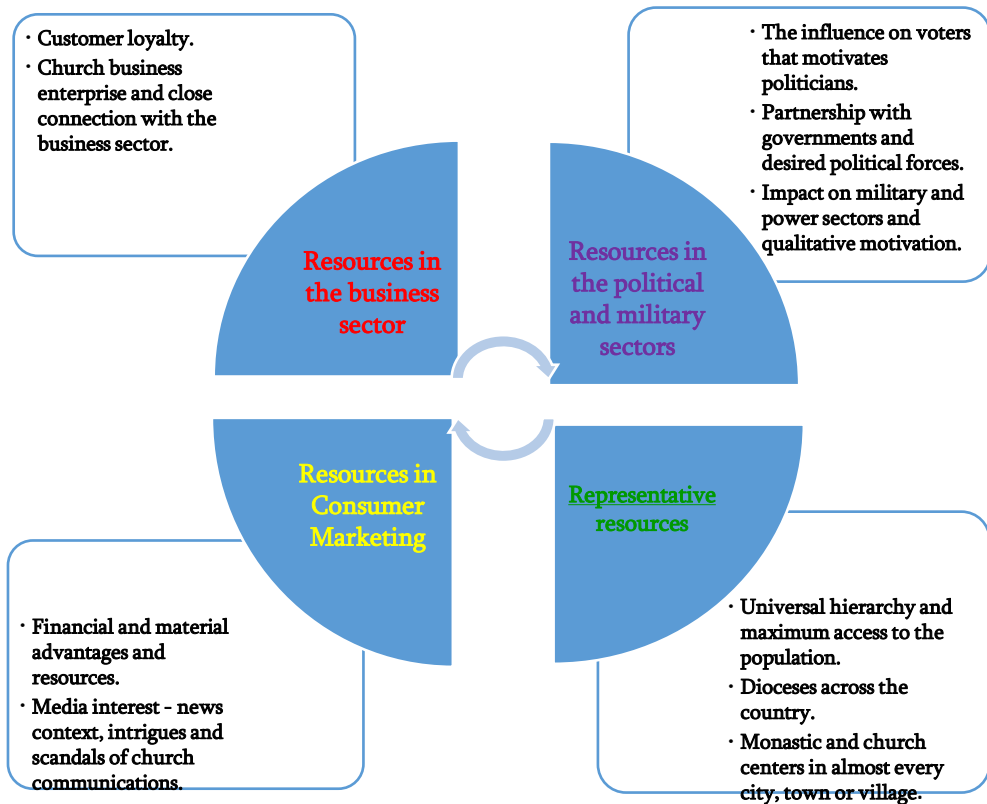 · Customer loyalty.
· Church business
enterprise and close
connection with the
business sector.
· The influence on voters
that motivates
politicians.
· Partnership with
governments and
desired political forces.
· Impact on military and
power sectors and
qualitative motivation.
Resources in
the business
sector
Resources in
the political
and military
sectors
Resources in
Consumer
Marketing
Representative
resources
· Financial and material
advantages and
resources.
· Media interest - news
context, intrigues and
scandals of church
communications.
· Universal hierarchy and
maximum access to the
population.
· Dioceses across the
country.
· Monastic and church
centers in almost every
city, town or village.